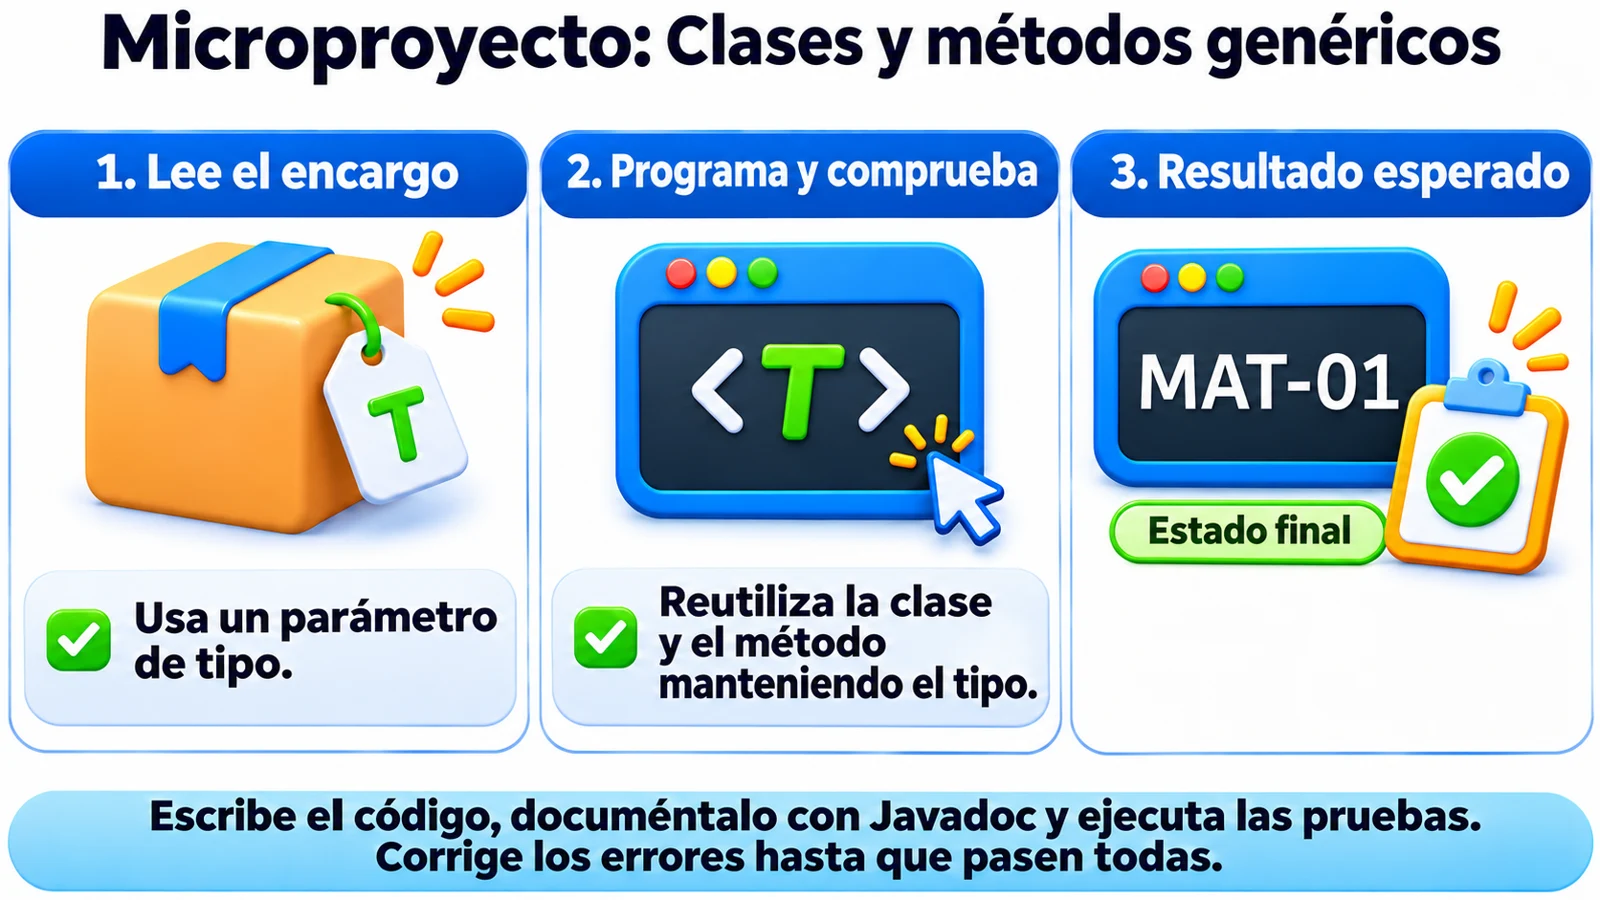 Microproyecto: Clases y métodos genéricos
1. Lee el encargo
T
Usa un parámetro
de tipo.
2. Programa y comprueba
<T>
Reutiliza la clase
y el método
manteniendo el tipo.
3. Resultado esperado
MAT-01
Estado final
Escribe el código, documéntalo con Javadoc y ejecuta las pruebas.
Corrige los errores hasta que pasen todas.